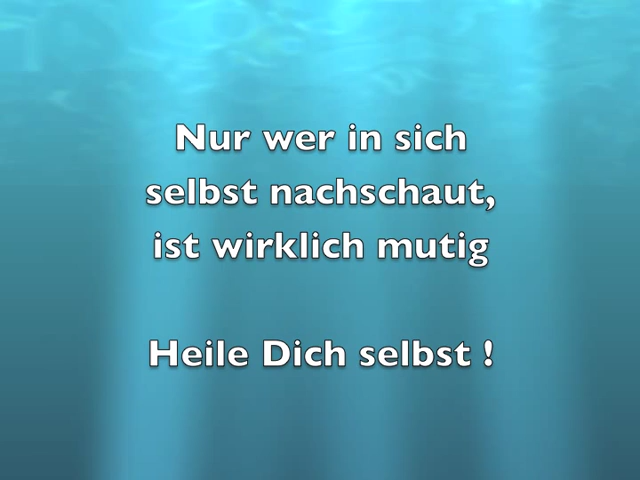 Nur wer in sich
selbst nachschaut,
ist wirklich mutig
Heile Dich selbst !